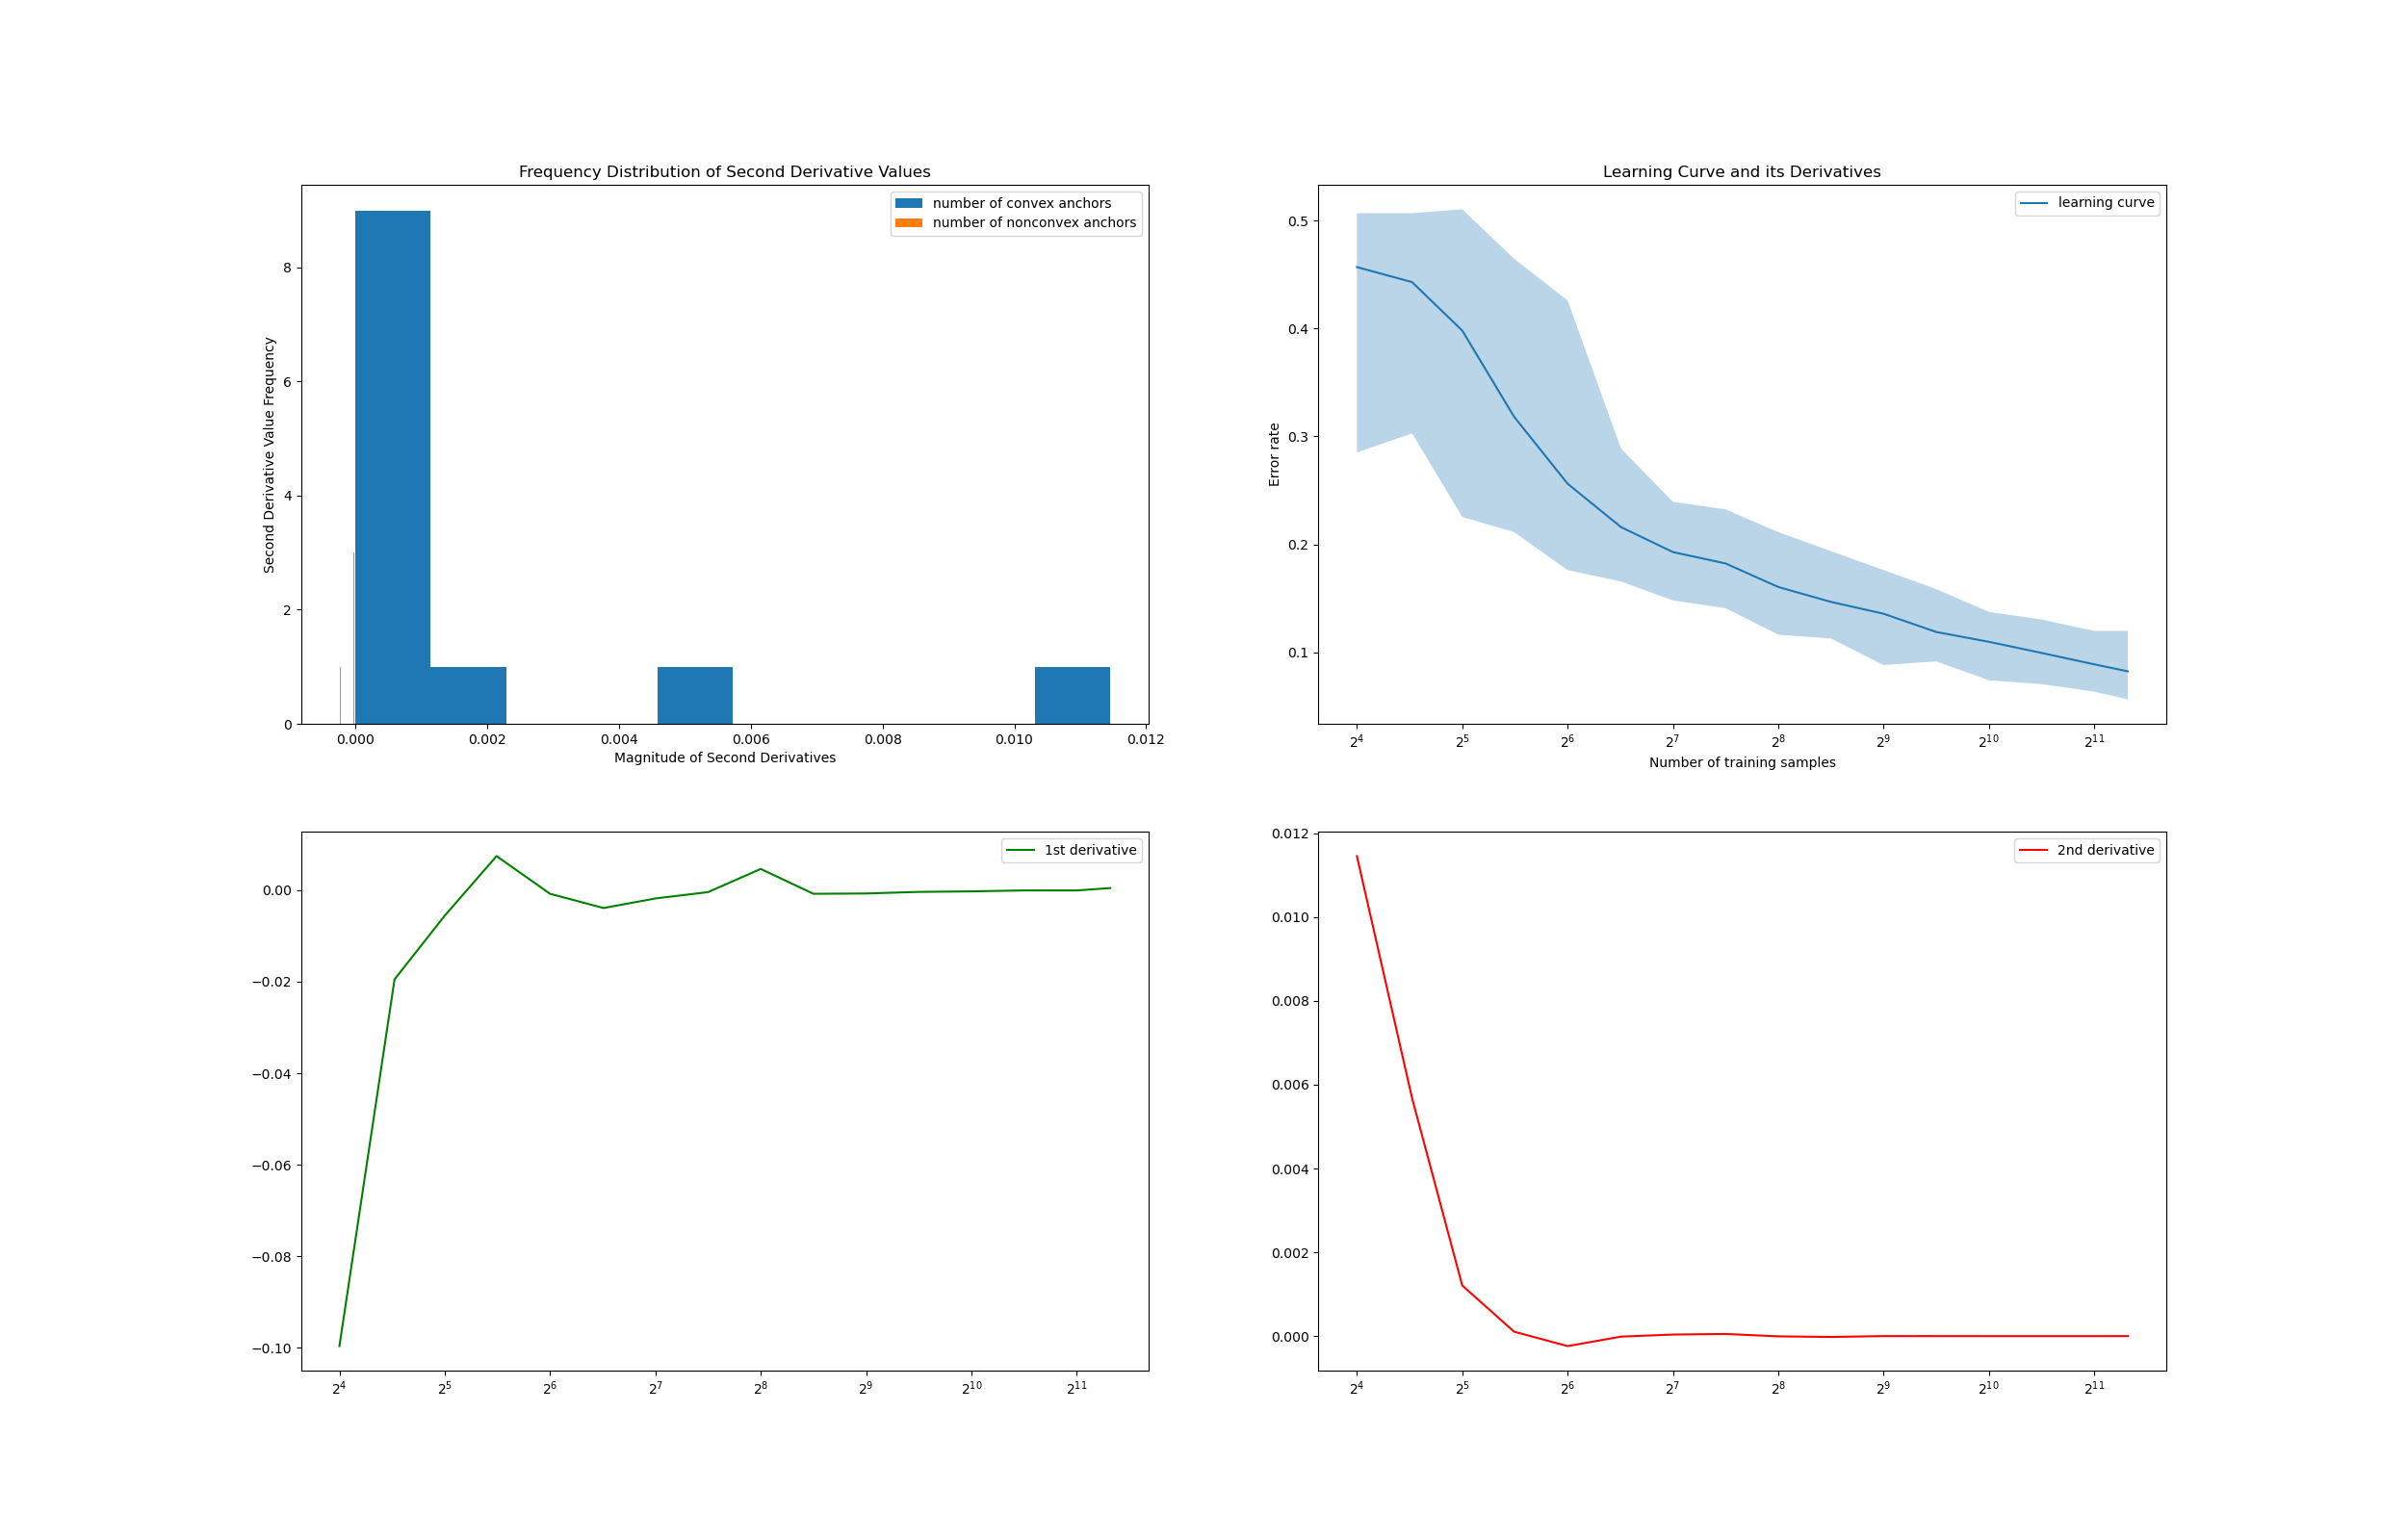 Frequency Distribution of Second Derivative Values
number of convex anchors
number of nonconvex anchors
Second Derivative Value Frequency
8
6
4
2
0
0.000 0.002 0.004 0.006 0.008 0.010 0.012
Magnitude of Second Derivatives
Learning Curve and its Derivatives
learning curve
Error rate
0.5
0.4
0.3
0.2
0.1
2^4 2^5 2^6 2^7 2^8 2^9 2^10 2^11
Number of training samples
1st derivative
0.00
−0.02
−0.04
−0.06
−0.08
−0.10
2^4 2^5 2^6 2^7 2^8 2^9 2^10 2^11
2nd derivative
0.012
0.010
0.008
0.006
0.004
0.002
0.000
2^4 2^5 2^6 2^7 2^8 2^9 2^10 2^11